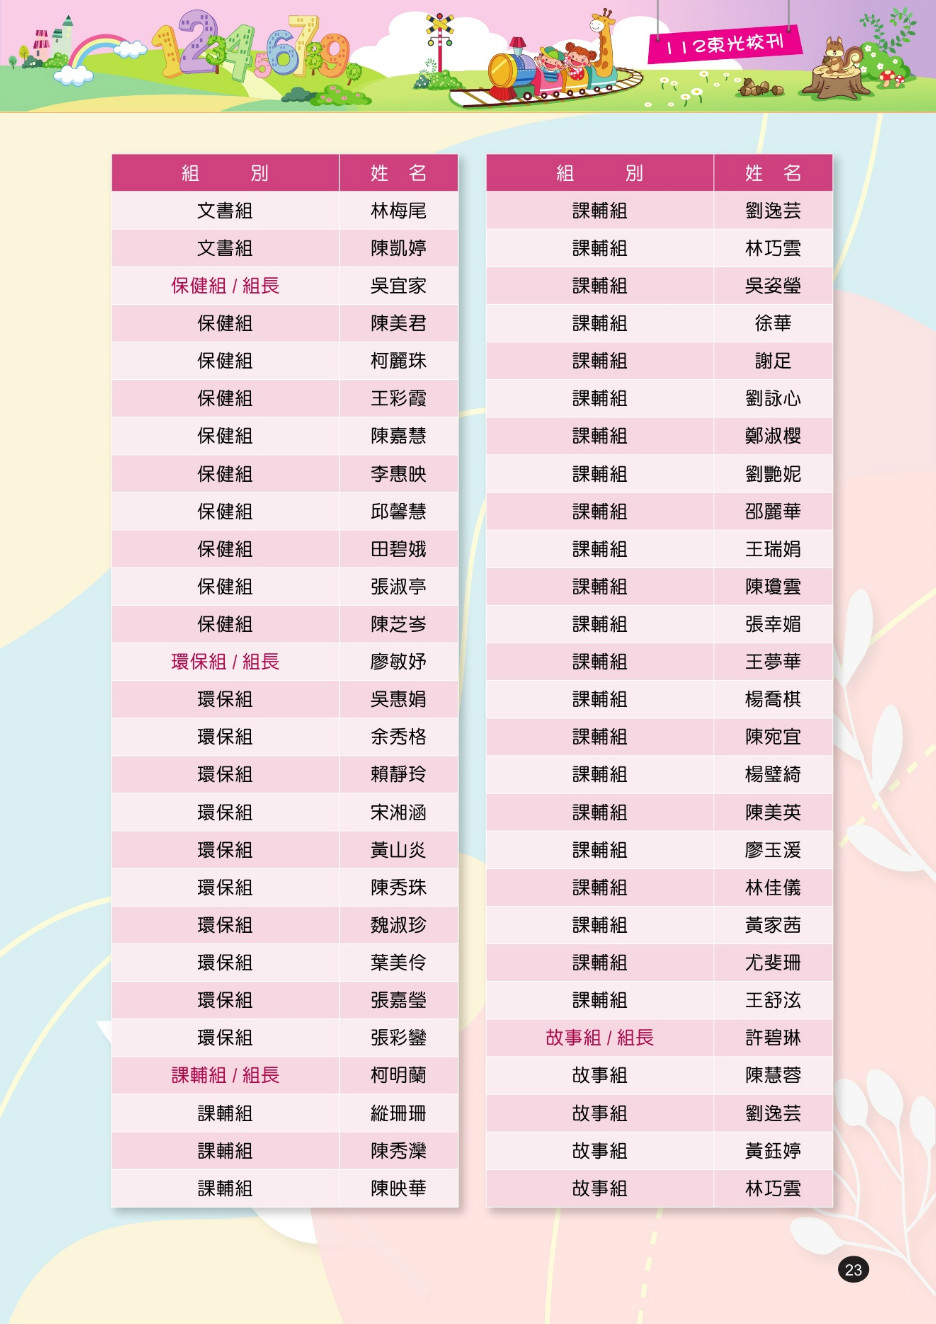 112東光校刊
組 別 姓 名
文書組 林梅尾
文書組 陳凱婷
保健組 / 組長 吳宜家
保健組 陳美君
保健組 柯麗珠
保健組 王彩霞
保健組 陳嘉慧
保健組 李惠映
保健組 邱馨慧
保健組 田碧娥
保健組 張淑亭
保健組 陳芝岑
環保組 / 組長 廖敏妤
環保組 吳惠娟
環保組 余秀格
環保組 賴靜玲
環保組 宋湘涵
環保組 黃山炎
環保組 陳秀珠
環保組 魏淑珍
環保組 葉美伶
環保組 張嘉瑩
環保組 張彩鑾
課輔組 / 組長 柯明蘭
課輔組 縱珊珊
課輔組 陳秀灤
課輔組 陳映華
組 別 姓 名
課輔組 劉逸芸
課輔組 林巧雲
課輔組 吳姿瑩
課輔組 徐華
課輔組 謝足
課輔組 劉詠心
課輔組 鄭淑櫻
課輔組 劉艷妮
課輔組 邵麗華
課輔組 王瑞娟
課輔組 陳瓊雲
課輔組 張幸媚
課輔組 王夢華
課輔組 楊喬棋
課輔組 陳宛宜
課輔組 楊璧綺
課輔組 陳美英
課輔組 廖玉湲
課輔組 林佳儀
課輔組 黃家茜
課輔組 尤斐珊
課輔組 王舒泫
故事組 / 組長 許碧琳
故事組 陳慧蓉
故事組 劉逸芸
故事組 黃鈺婷
故事組 林巧雲
23